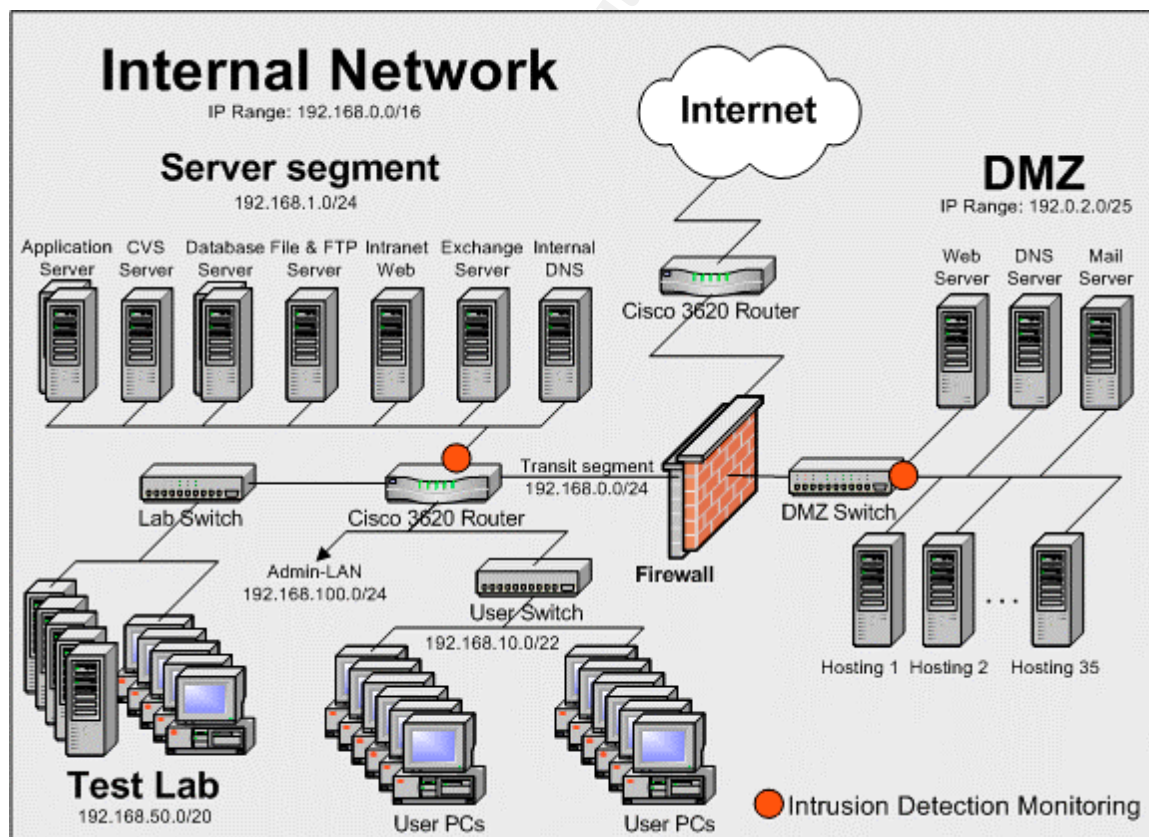 Internal Network
IP Range: 192.168.0.0/16
Server segment
192.168.1.0/24
Application Server
CVS Server
Database Server
File & FTP Server
Intranet Web
Exchange Server
Internal DNS
Internet
Cisco 3620 Router
DMZ
IP Range: 192.0.2.0/25
Web Server
DNS Server
Mail Server
Lab Switch
Cisco 3620 Router
Transit segment
192.168.0.0/24
Firewall
DMZ Switch
Admin-LAN
192.168.100.0/24
User Switch
192.168.10.0/22
Hosting 1
Hosting 2
. . .
Hosting 35
Test Lab
192.168.50.0/20
User PCs
User PCs
Intrusion Detection Monitoring